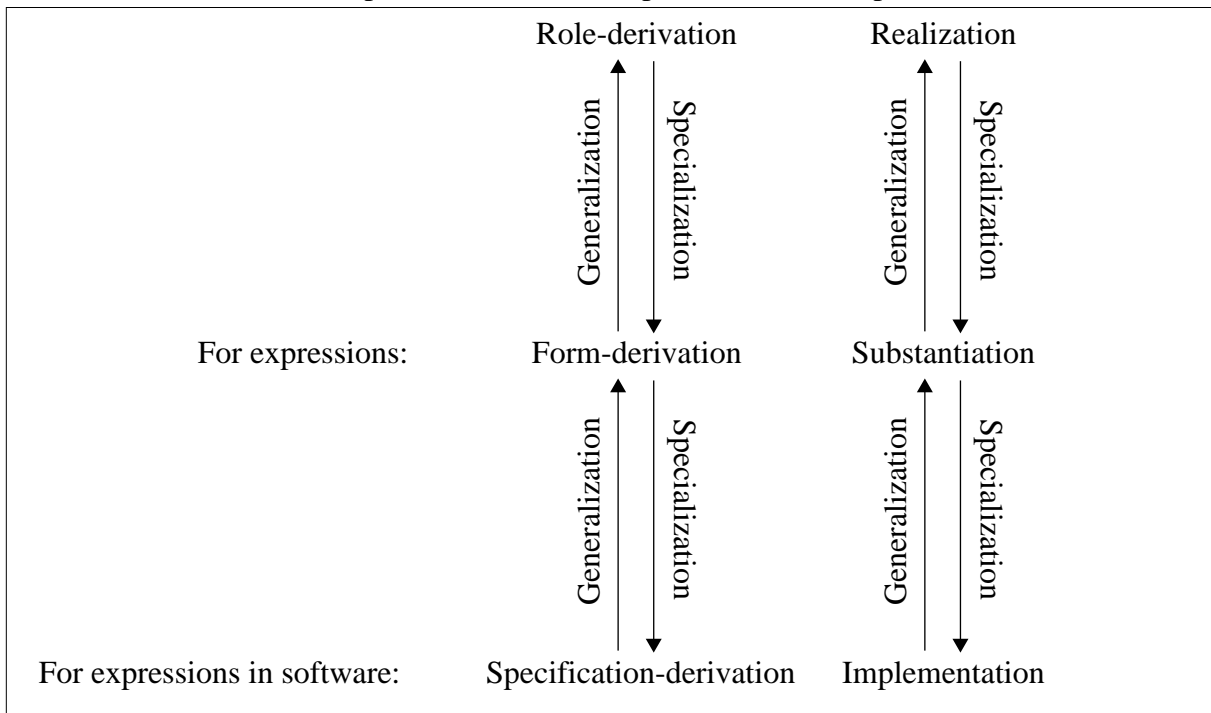 Role-derivation Realization
Generalization Specialization Generalization Specialization
For expressions: Form-derivation Substantiation
Generalization Specialization Generalization Specialization
For expressions in software: Specification-derivation Implementation